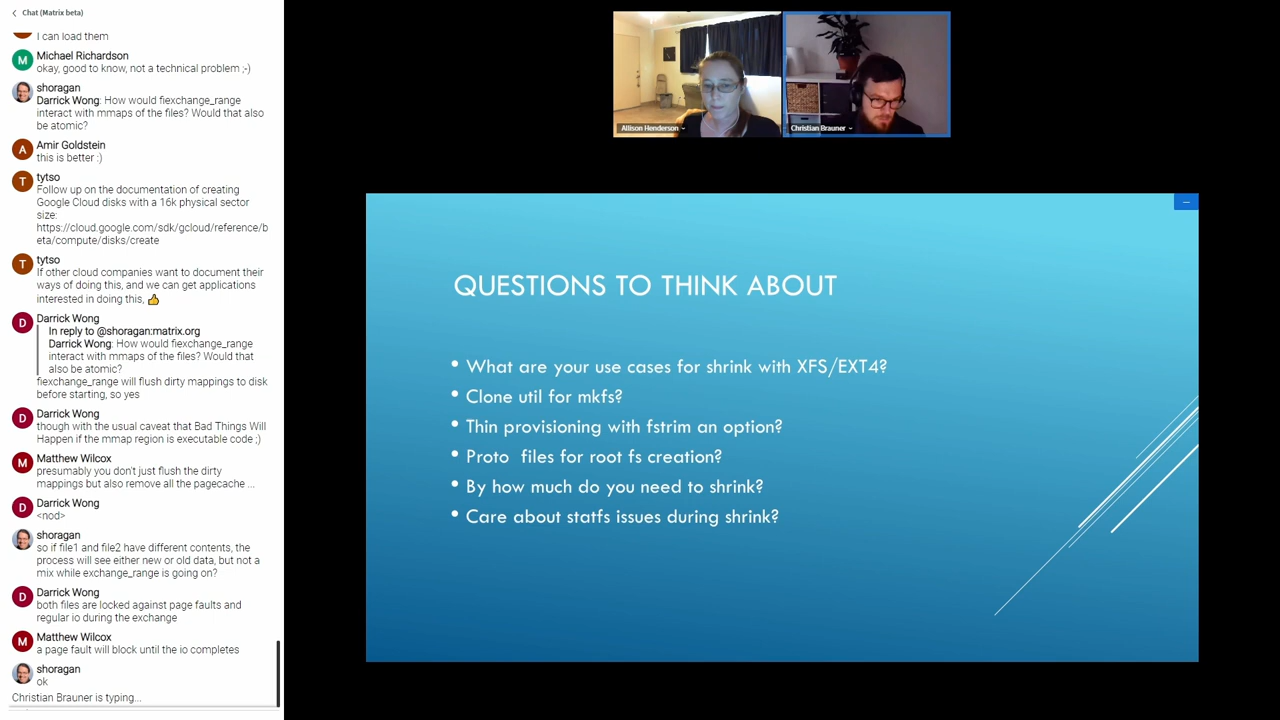 Chat (Matrix beta)
I can load them
M
Michael Richardson
okay, good to know, not a technical problem ;-)
shoragan
Darrick Wong: How would fiexchange_range
interact with mmaps of the files? Would that also
be atomic?
A
Amir Goldstein
this is better :)
T
tytso
Follow up on the documentation of creating
Google Cloud disks with a 16k physical sector
size:
https://cloud.google.com/sdk/gcloud/reference/b
eta/compute/disks/create
T
tytso
If other cloud companies want to document their
ways of doing this, and we can get applications
interested in doing this, 👍
D
Darrick Wong
In reply to @shoragan:matrix.org
Darrick Wong: How would fiexchange_range
interact with mmaps of the files? Would that
also be atomic?
fiexchange_range will flush dirty mappings to disk
before starting, so yes
D
Darrick Wong
though with the usual caveat that Bad Things Will
Happen if the mmap region is executable code ;)
M
Matthew Wilcox
presumably you don't just flush the dirty
mappings but also remove all the pagecache ...
D
Darrick Wong
<nod>
shoragan
so if file1 and file2 have different contents, the
process will see either new or old data, but not a
mix while exchange_range is going on?
D
Darrick Wong
both files are locked against page faults and
regular io during the exchange
M
Matthew Wilcox
a page fault will block until the io completes
shoragan
ok
Christian Brauner is typing...
Allison Henderson
Christian Brauner
QUESTIONS TO THINK ABOUT
• What are your use cases for shrink with XFS/EXT4?
• Clone util for mkfs?
• Thin provisioning with fstrim an option?
• Proto files for root fs creation?
• By how much do you need to shrink?
• Care about statfs issues during shrink?